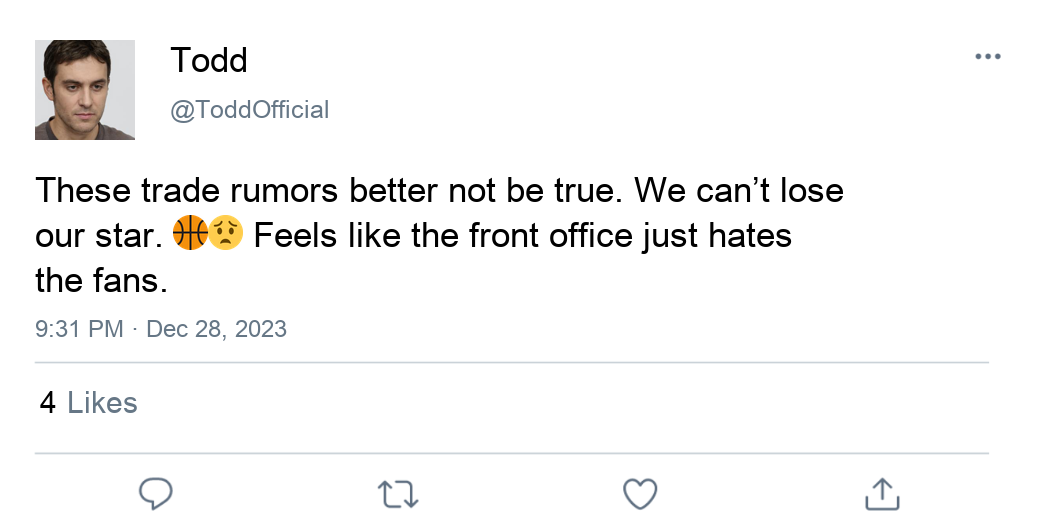 Todd
@ToddOfficial
These trade rumors better not be true. We can’t lose
our star. 🏀😟 Feels like the front office just hates
the fans.
9:31 PM · Dec 28, 2023
4 Likes